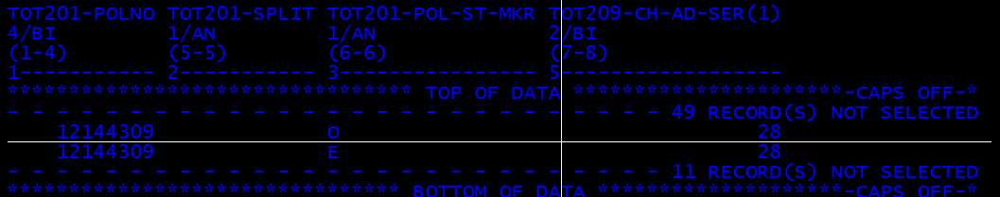 TOT201-POLNO TOT201-SPLIT TOT201-POL-ST-MKR TOT209-CH-AD-SER(1)
4/BI 1/AN 1/AN 2/BI
(1-4) (5-5) (6-6) (7-8)
1----------- 2----------- 3---------------- 5------------------
********************************* TOP OF DATA **********************-CAPS OFF-*
- - - - - - - - - - - - - - - - - - - - - - - - - - - 49 RECORD(S) NOT SELECTED
12144309 O 28
12144309 E 28
- - - - - - - - - - - - - - - - - - - - - - - - - - - 11 RECORD(S) NOT SELECTED
******************************** BOTTOM OF DATA ********************-CAPS OFF-*